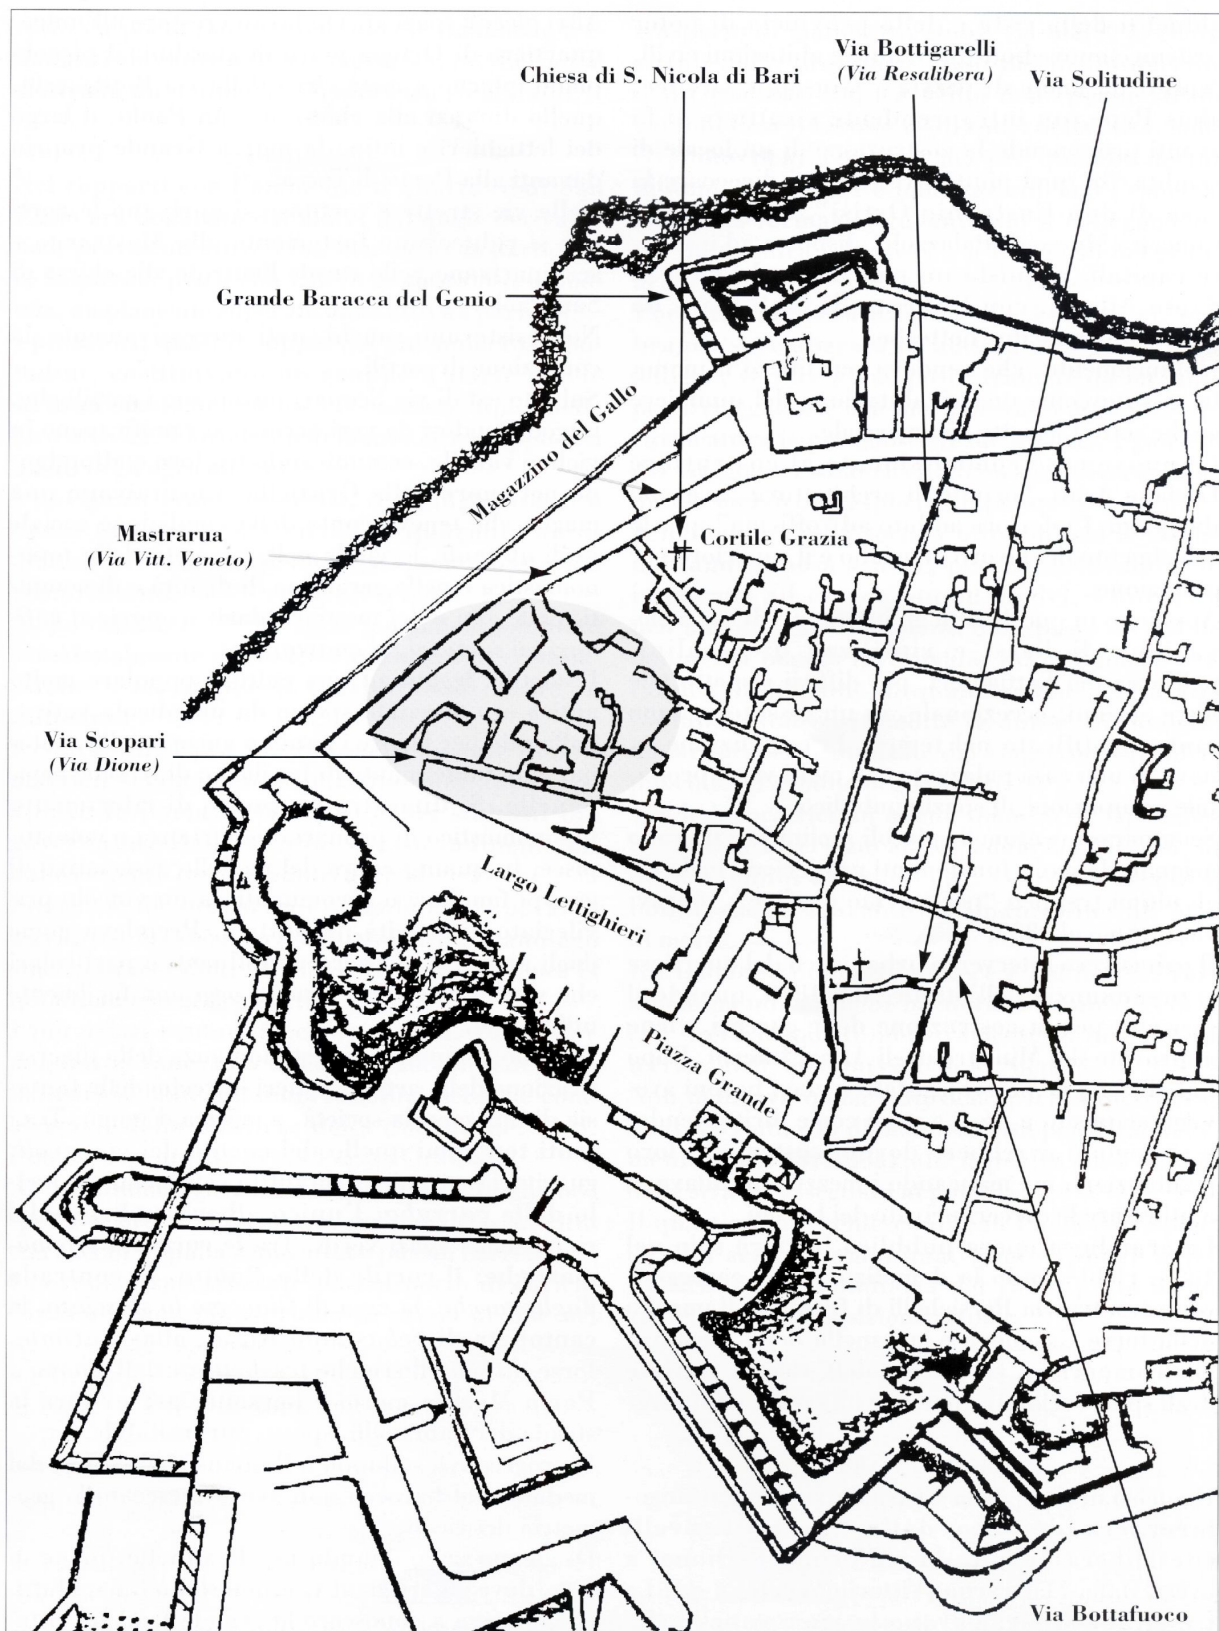 Via Bottigarelli
(Via Resalibera)
Chiesa di S. Nicola di Bari
Via Solitudine
Grande Baracca del Genio
Magazzino del Gallo
Mastrarua
(Via Vitt. Veneto)
Cortile Grazia
Via Scopari
(Via Dione)
Largo Lettighieri
Piazza Grande
Via Bottafuoco